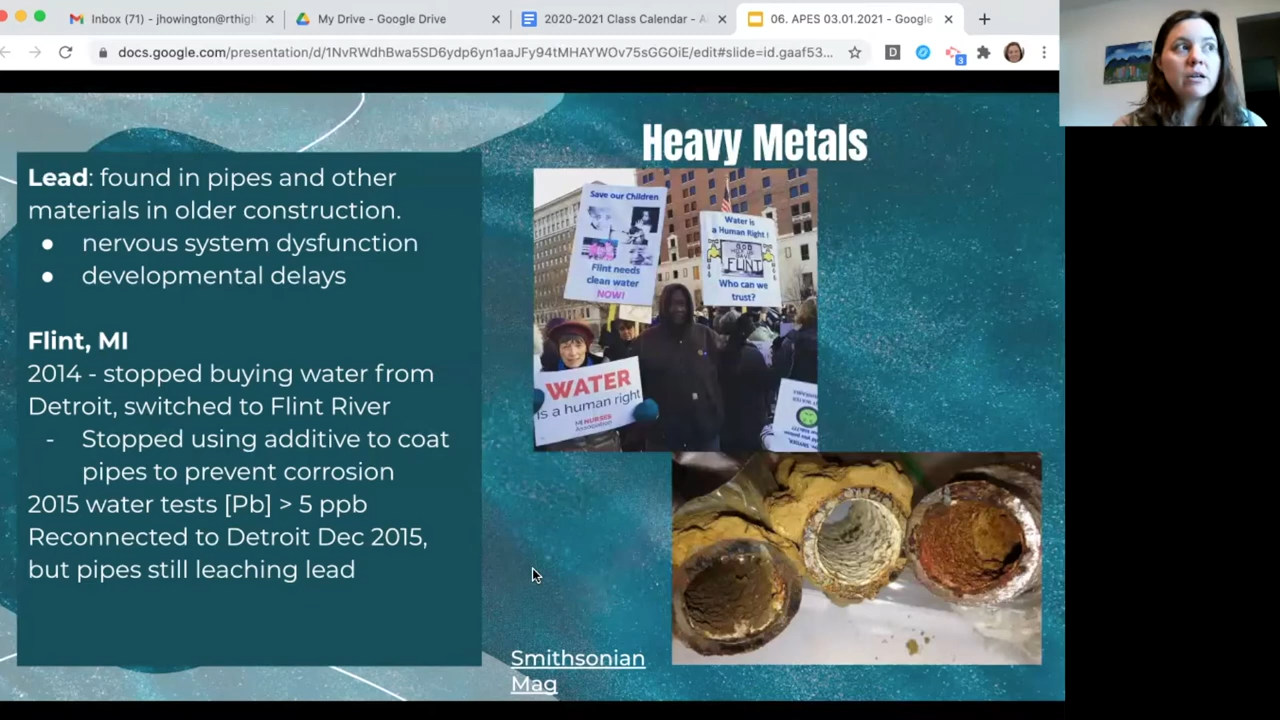 Inbox (71) - jhowington@rthigh
My Drive - Google Drive
2020-2021 Class Calendar - A
06. APES 03.01.2021 - Google
docs.google.com/presentation/d/1NvRWdhBwa5SD6ydp6yn1aaJFy94tMHAYWOv75sGGOiE/edit#slide=id.gaaf53...
D
3
Heavy Metals
Lead: found in pipes and other
materials in older construction.
● nervous system dysfunction
● developmental delays
Flint, MI
2014 - stopped buying water from
Detroit, switched to Flint River
- Stopped using additive to coat
pipes to prevent corrosion
2015 water tests [Pb] > 5 ppb
Reconnected to Detroit Dec 2015,
but pipes still leaching lead
Save our Children
Flint needs
clean water
NOW!
Water is
a Human Right!
FLINT
Who can we
trust?
WATER
is a human right
Smithsonian
Mag